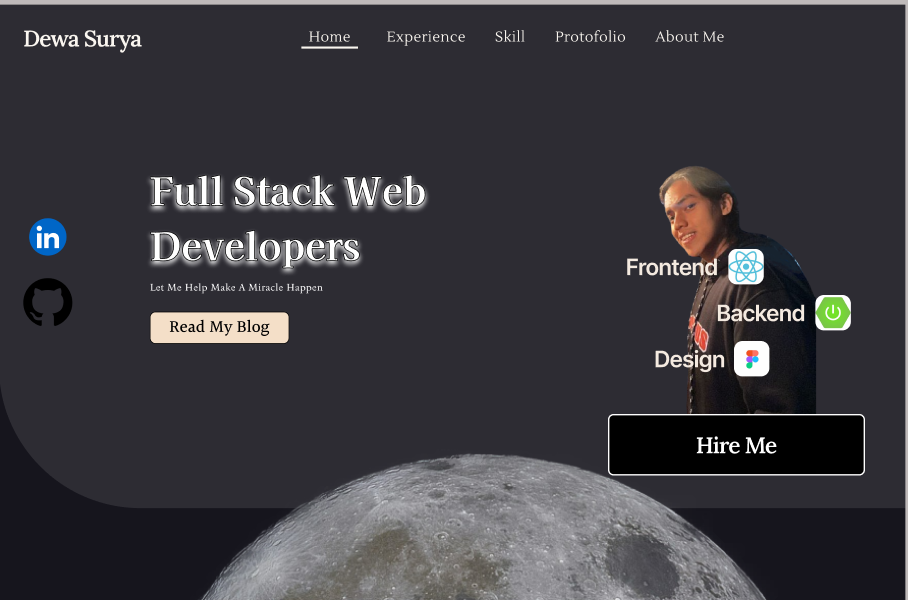 Dewa Surya
Home
Experience
Skill
Protofolio
About Me
Full Stack Web
Developers
in
Let Me Help Make A Miracle Happen
Read My Blog
Frontend
Backend
Design
Hire Me